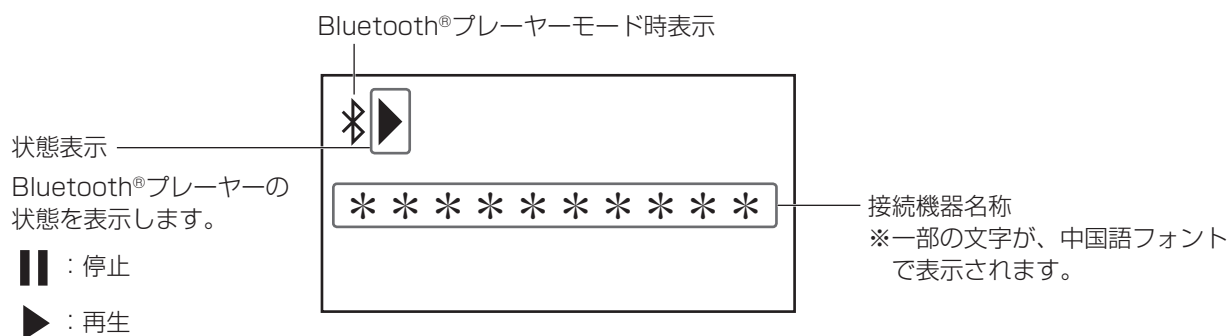 Bluetooth®プレーヤーモード時表示
状態表示
Bluetooth®プレーヤーの
状態を表示します。
:停止
:再生
**********
接続機器名称
※一部の文字が、中国語フォント
で表示されます。